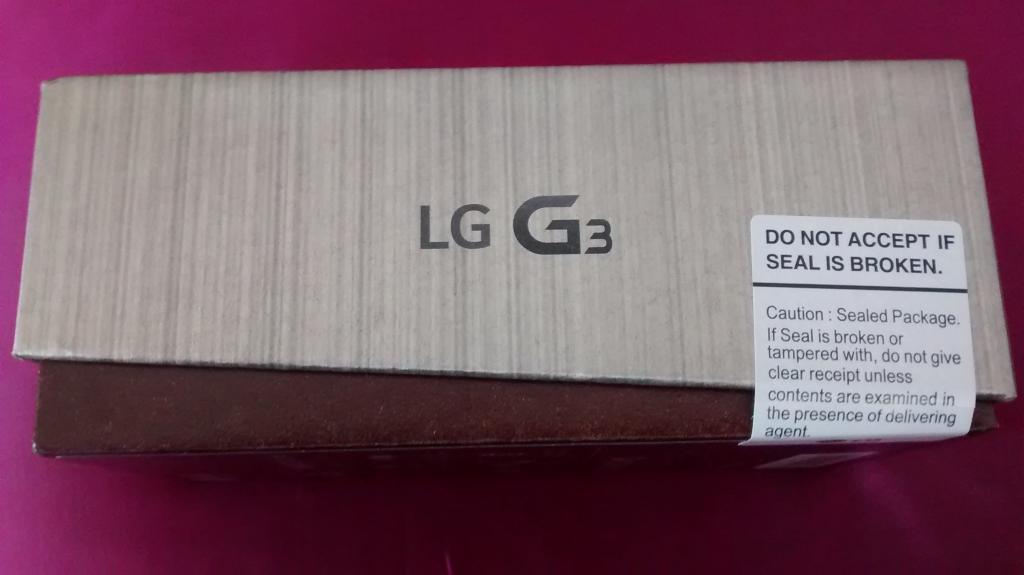 LG G3
DO NOT ACCEPT IF
SEAL IS BROKEN.
Caution : Sealed Package.
If Seal is broken or
tampered with, do not give
clear receipt unless
contents are examined in
the presence of delivering
agent.